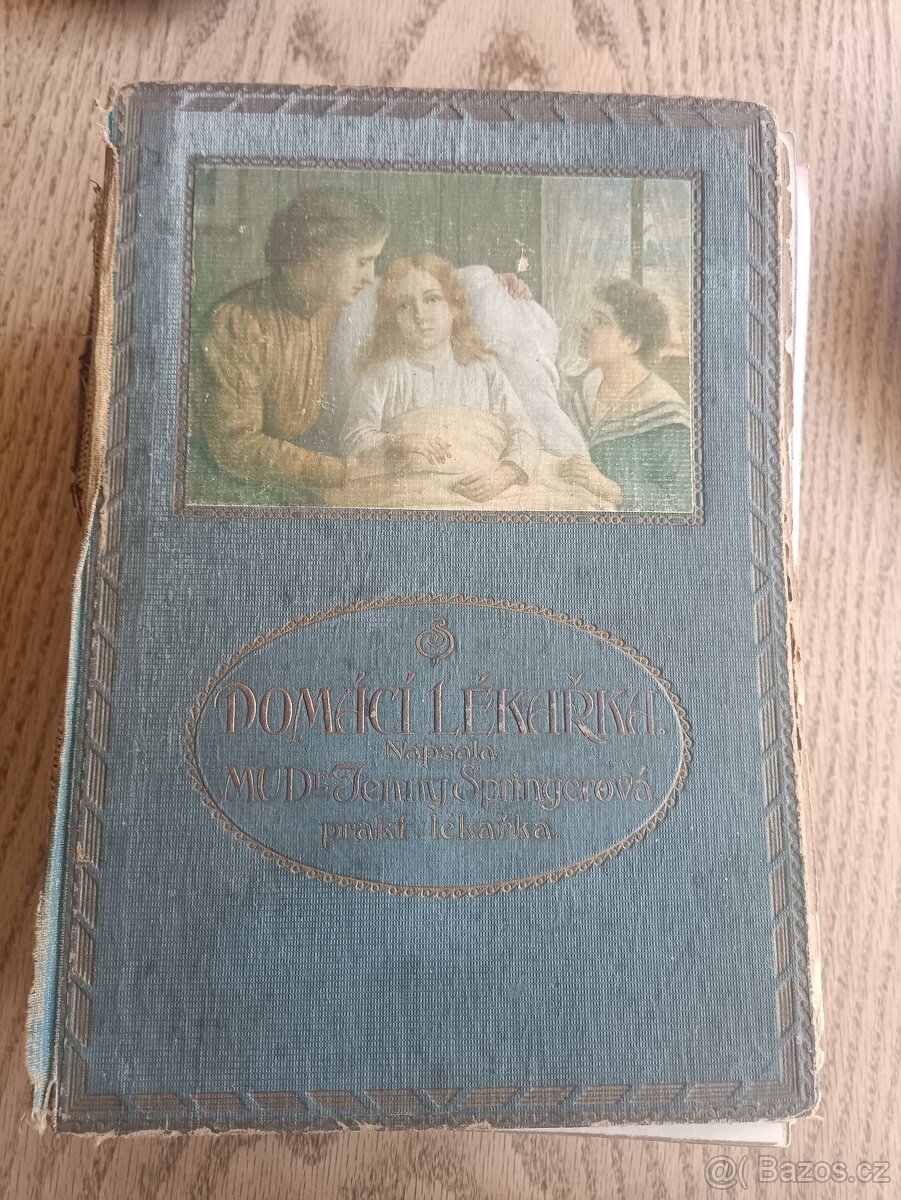 S
DOMÁCÍ LÉKAŘKA.
Napsala
MUDr. Jenny Springerová
prakt. lékařka
@( Bazos.cz